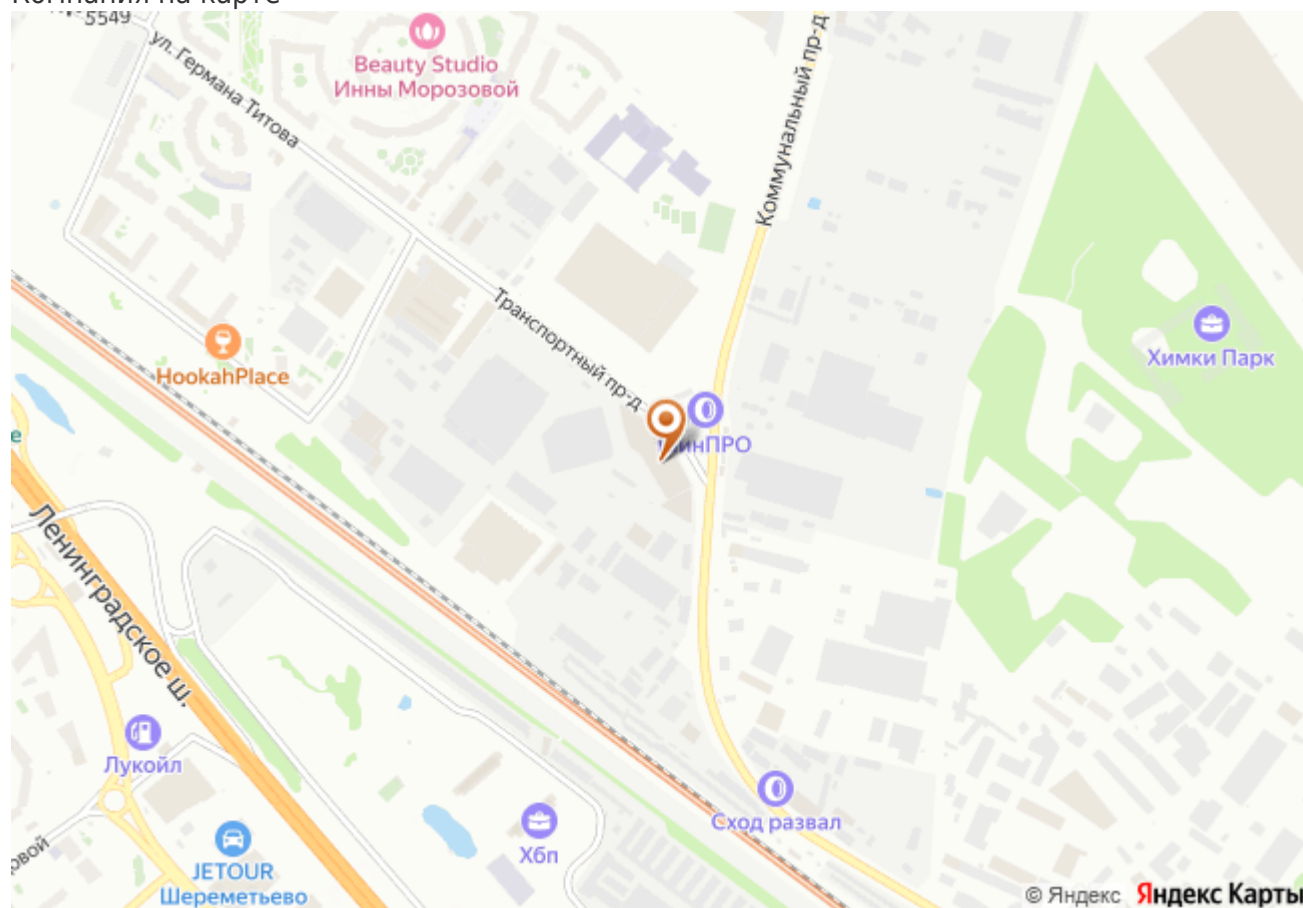 Компания на карте
5549
ул. Германа Титова
Beauty Studio
Инны Морозовой
Коммунальный пр-д
Транспортный пр-д
HookahPlace
Химки Парк
ШинПРО
Ленинградское ш.
Лукойл
JETOUR
Шереметьево
Хбп
Сход развал
© Яндекс Яндекс Карты